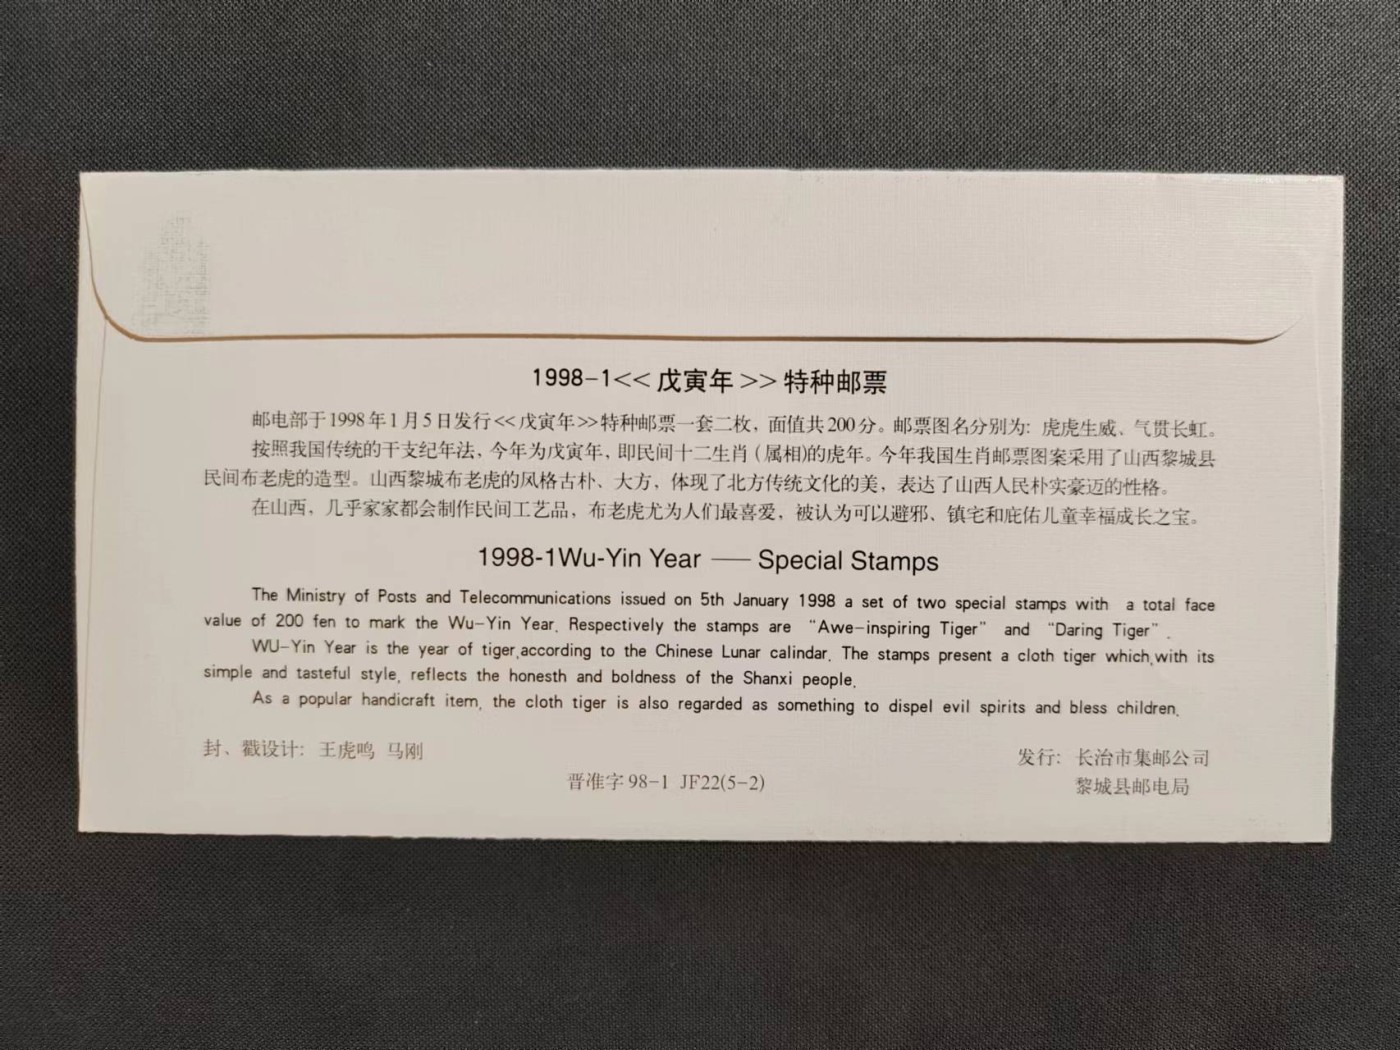 1998-1<<戊寅年>>特种邮票
邮电部于1998年1月5日发行<<戊寅年>>特种邮票一套二枚，面值共200分。邮票图名分别为：虎虎生威、气贯长虹。
按照我国传统的干支纪年法，今年为戊寅年，即民间十二生肖(属相)的虎年。今年我国生肖邮票图案采用了山西黎城县
民间布老虎的造型。山西黎城布老虎的风格古朴、大方，体现了北方传统文化的美，表达了山西人民朴实豪迈的性格。
在山西，几乎家家都会制作民间工艺品，布老虎尤为人们最喜爱，被认为可以避邪、镇宅和庇佑儿童幸福成长之宝。
1998-1Wu-Yin Year —— Special Stamps
The Ministry of Posts and Telecommunications issued on 5th January 1998 a set of two special stamps with a total face
value of 200 fen to mark the Wu-Yin Year. Respectively the stamps are "Awe-inspiring Tiger" and "Daring Tiger".
WU-Yin Year is the year of tiger,according to the Chinese Lunar calindar. The stamps present a cloth tiger which,with its
simple and tasteful style, reflects the honesth and boldness of the Shanxi people.
As a popular handicraft item, the cloth tiger is also regarded as something to dispel evil spirits and bless children.
封、戳设计：王虎鸣 马刚
发行：长治市集邮公司
晋准字98-1 JF22(5-2)
黎城县邮电局